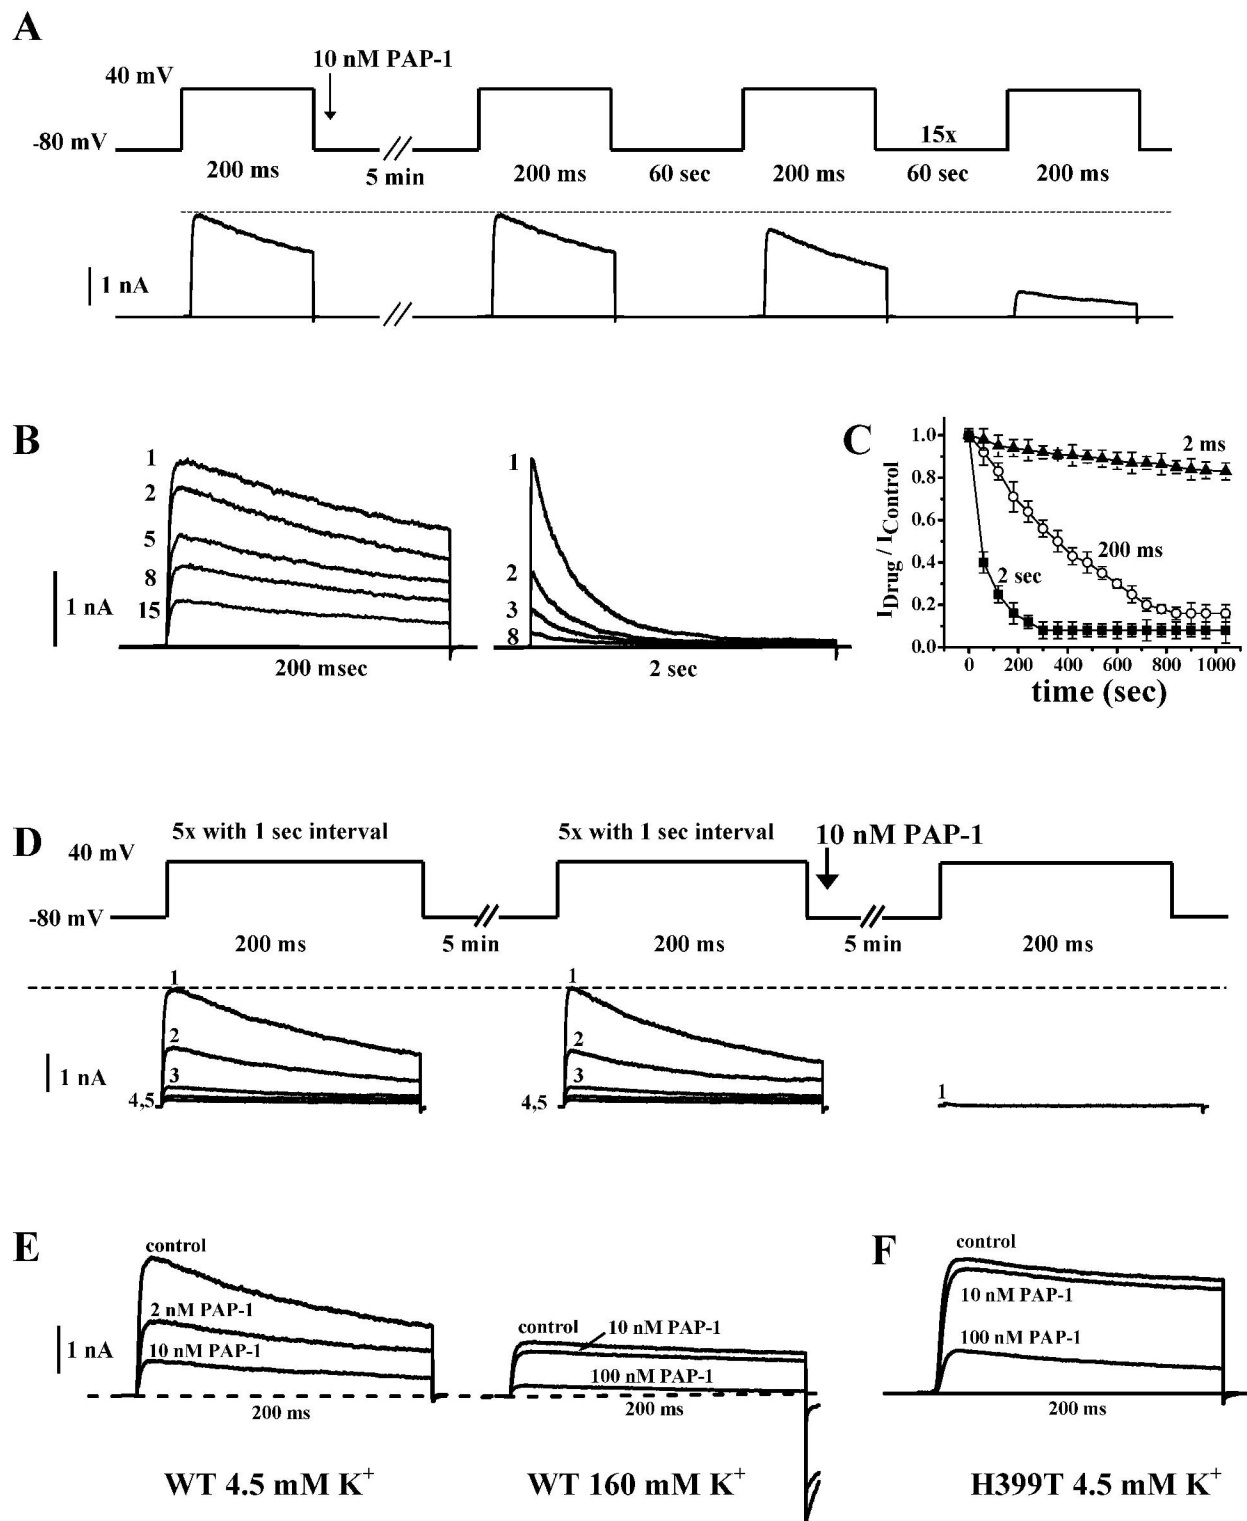 A
10 nM PAP-1
40 mV
-80 mV
15x
200 ms
5 min
200 ms
60 sec
200 ms
60 sec
200 ms
1 nA
B
1
2
5
8
15
1 nA
200 msec
1
2
3
8
2 sec
C
I_Drug / I_Control
1.0
0.8
0.6
0.4
0.2
0.0
2 ms
200 ms
2 sec
0 200 400 600 800 1000
time (sec)
D
5x with 1 sec interval
5x with 1 sec interval
10 nM PAP-1
40 mV
-80 mV
200 ms
5 min
200 ms
5 min
200 ms
1
2
3
4,5
1 nA
1
2
3
4,5
1
E
control
2 nM PAP-1
10 nM PAP-1
1 nA
200 ms
WT 4.5 mM K⁺
control
10 nM PAP-1
100 nM PAP-1
200 ms
WT 160 mM K⁺
F
control
10 nM PAP-1
100 nM PAP-1
200 ms
H399T 4.5 mM K⁺